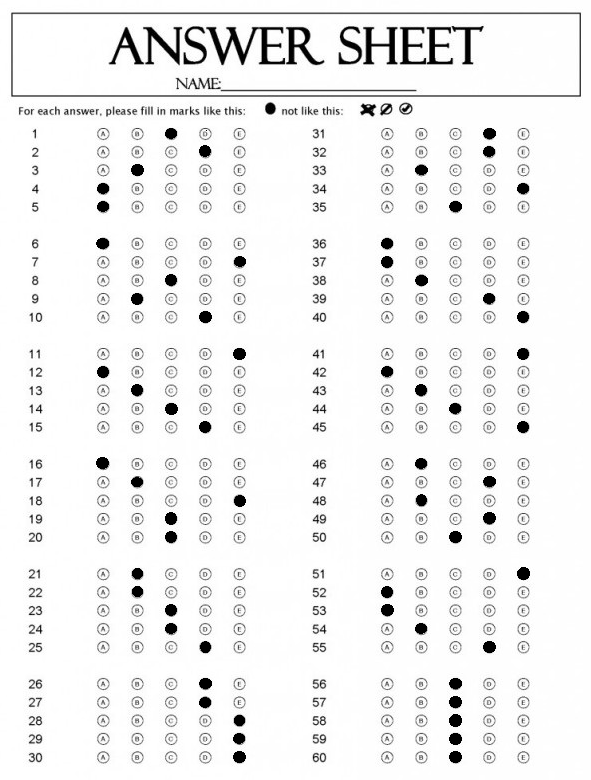 ANSWER SHEET
NAME:
For each answer, please fill in marks like this: not like this:
1 A B D E 31 A B C E
2 A B C E 32 A B C E
3 A C D E 33 A C D E
4 B C D E 34 A B C D
5 B C D E 35 A B D E
6 B C D E 36 B C D E
7 A B C D 37 B C D E
8 A B D E 38 A C D E
9 A C D E 39 A B C E
10 A B C E 40 A B C D
11 A B C D 41 A B C D
12 B C D E 42 B C D E
13 A C D E 43 A C D E
14 A B D E 44 A B D E
15 A B C E 45 A B C D
16 B C D E 46 A C D E
17 A C D E 47 A B C E
18 A B C D 48 A C D E
19 A B D E 49 A B C E
20 A B D E 50 A B D E
21 A C D E 51 A B C D
22 A C D E 52 B C D E
23 A B D E 53 B C D E
24 A B D E 54 A C D E
25 A B C E 55 A B C E
26 A B C E 56 A B D E
27 A B C E 57 A B D E
28 A B C D 58 A B D E
29 A B C D 59 A B D E
30 A B C D 60 A B D E